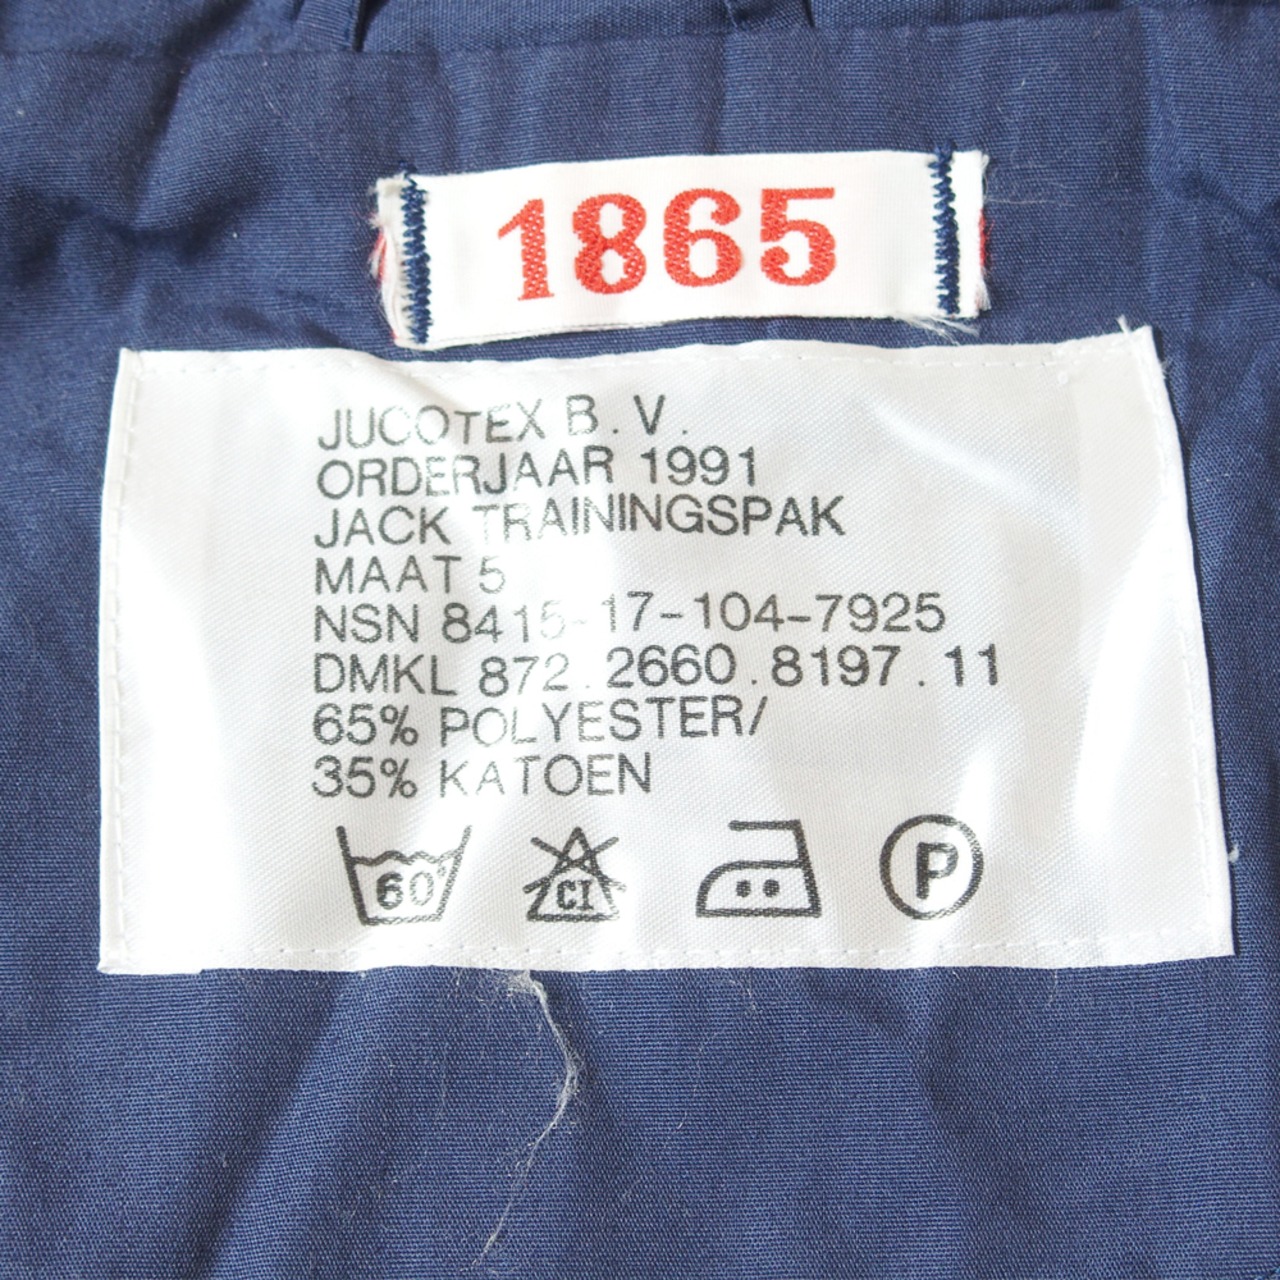 1865
JUCOTEX B.V.
ORDERJAAR 1991
JACK TRAININGSPAK
MAAT 5
NSN 8415-17-104-7925
DMKL 872.2660.8197.11
65% POLYESTER/
35% KATOEN
60° Cl P